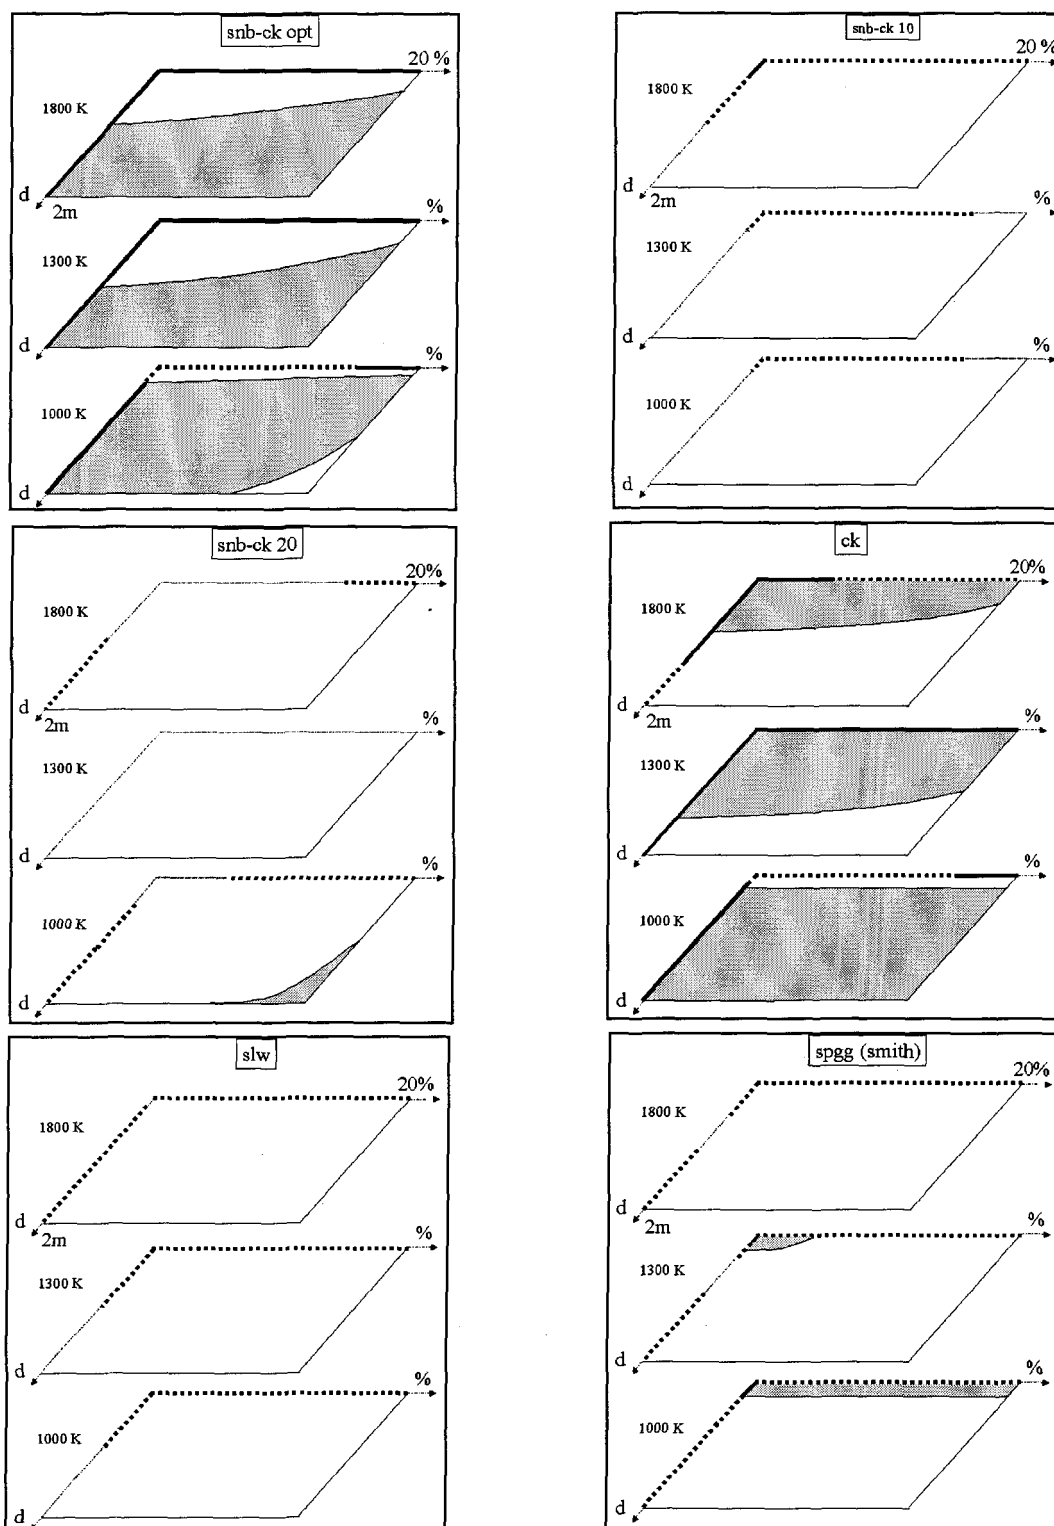 snb-ck opt
20 %
1800 K
d
2m
%
1300 K
d
%
1000 K
d
snb-ck 10
20 %
1800 K
d
2m
%
1300 K
d
%
1000 K
d
snb-ck 20
20%
1800 K
d
2m
%
1300 K
d
%
1000 K
d
ck
20%
1800 K
d
2m
%
1300 K
d
%
1000 K
d
slw
20%
1800 K
d
2m
%
1300 K
d
%
1000 K
d
spgg (smith)
20%
1800 K
d
2m
%
1300 K
d
%
1000 K
d